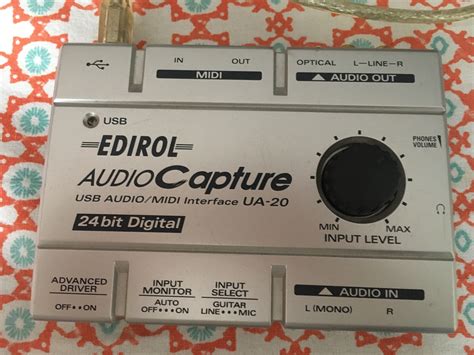 IN OUT
MIDI
OPTICAL L—LINE—R
▲ AUDIO OUT
USB
EDIROL
AUDIO Capture
USB AUDIO/MIDI Interface UA-20
24bit Digital
PHONES
VOLUME
MIN MAX
INPUT LEVEL
ADVANCED
DRIVER
OFF•••ON
INPUT
MONITOR
AUTO
OFF•••ON
INPUT
SELECT
GUITAR
LINE•••MIC
▲ AUDIO IN
L (MONO) R